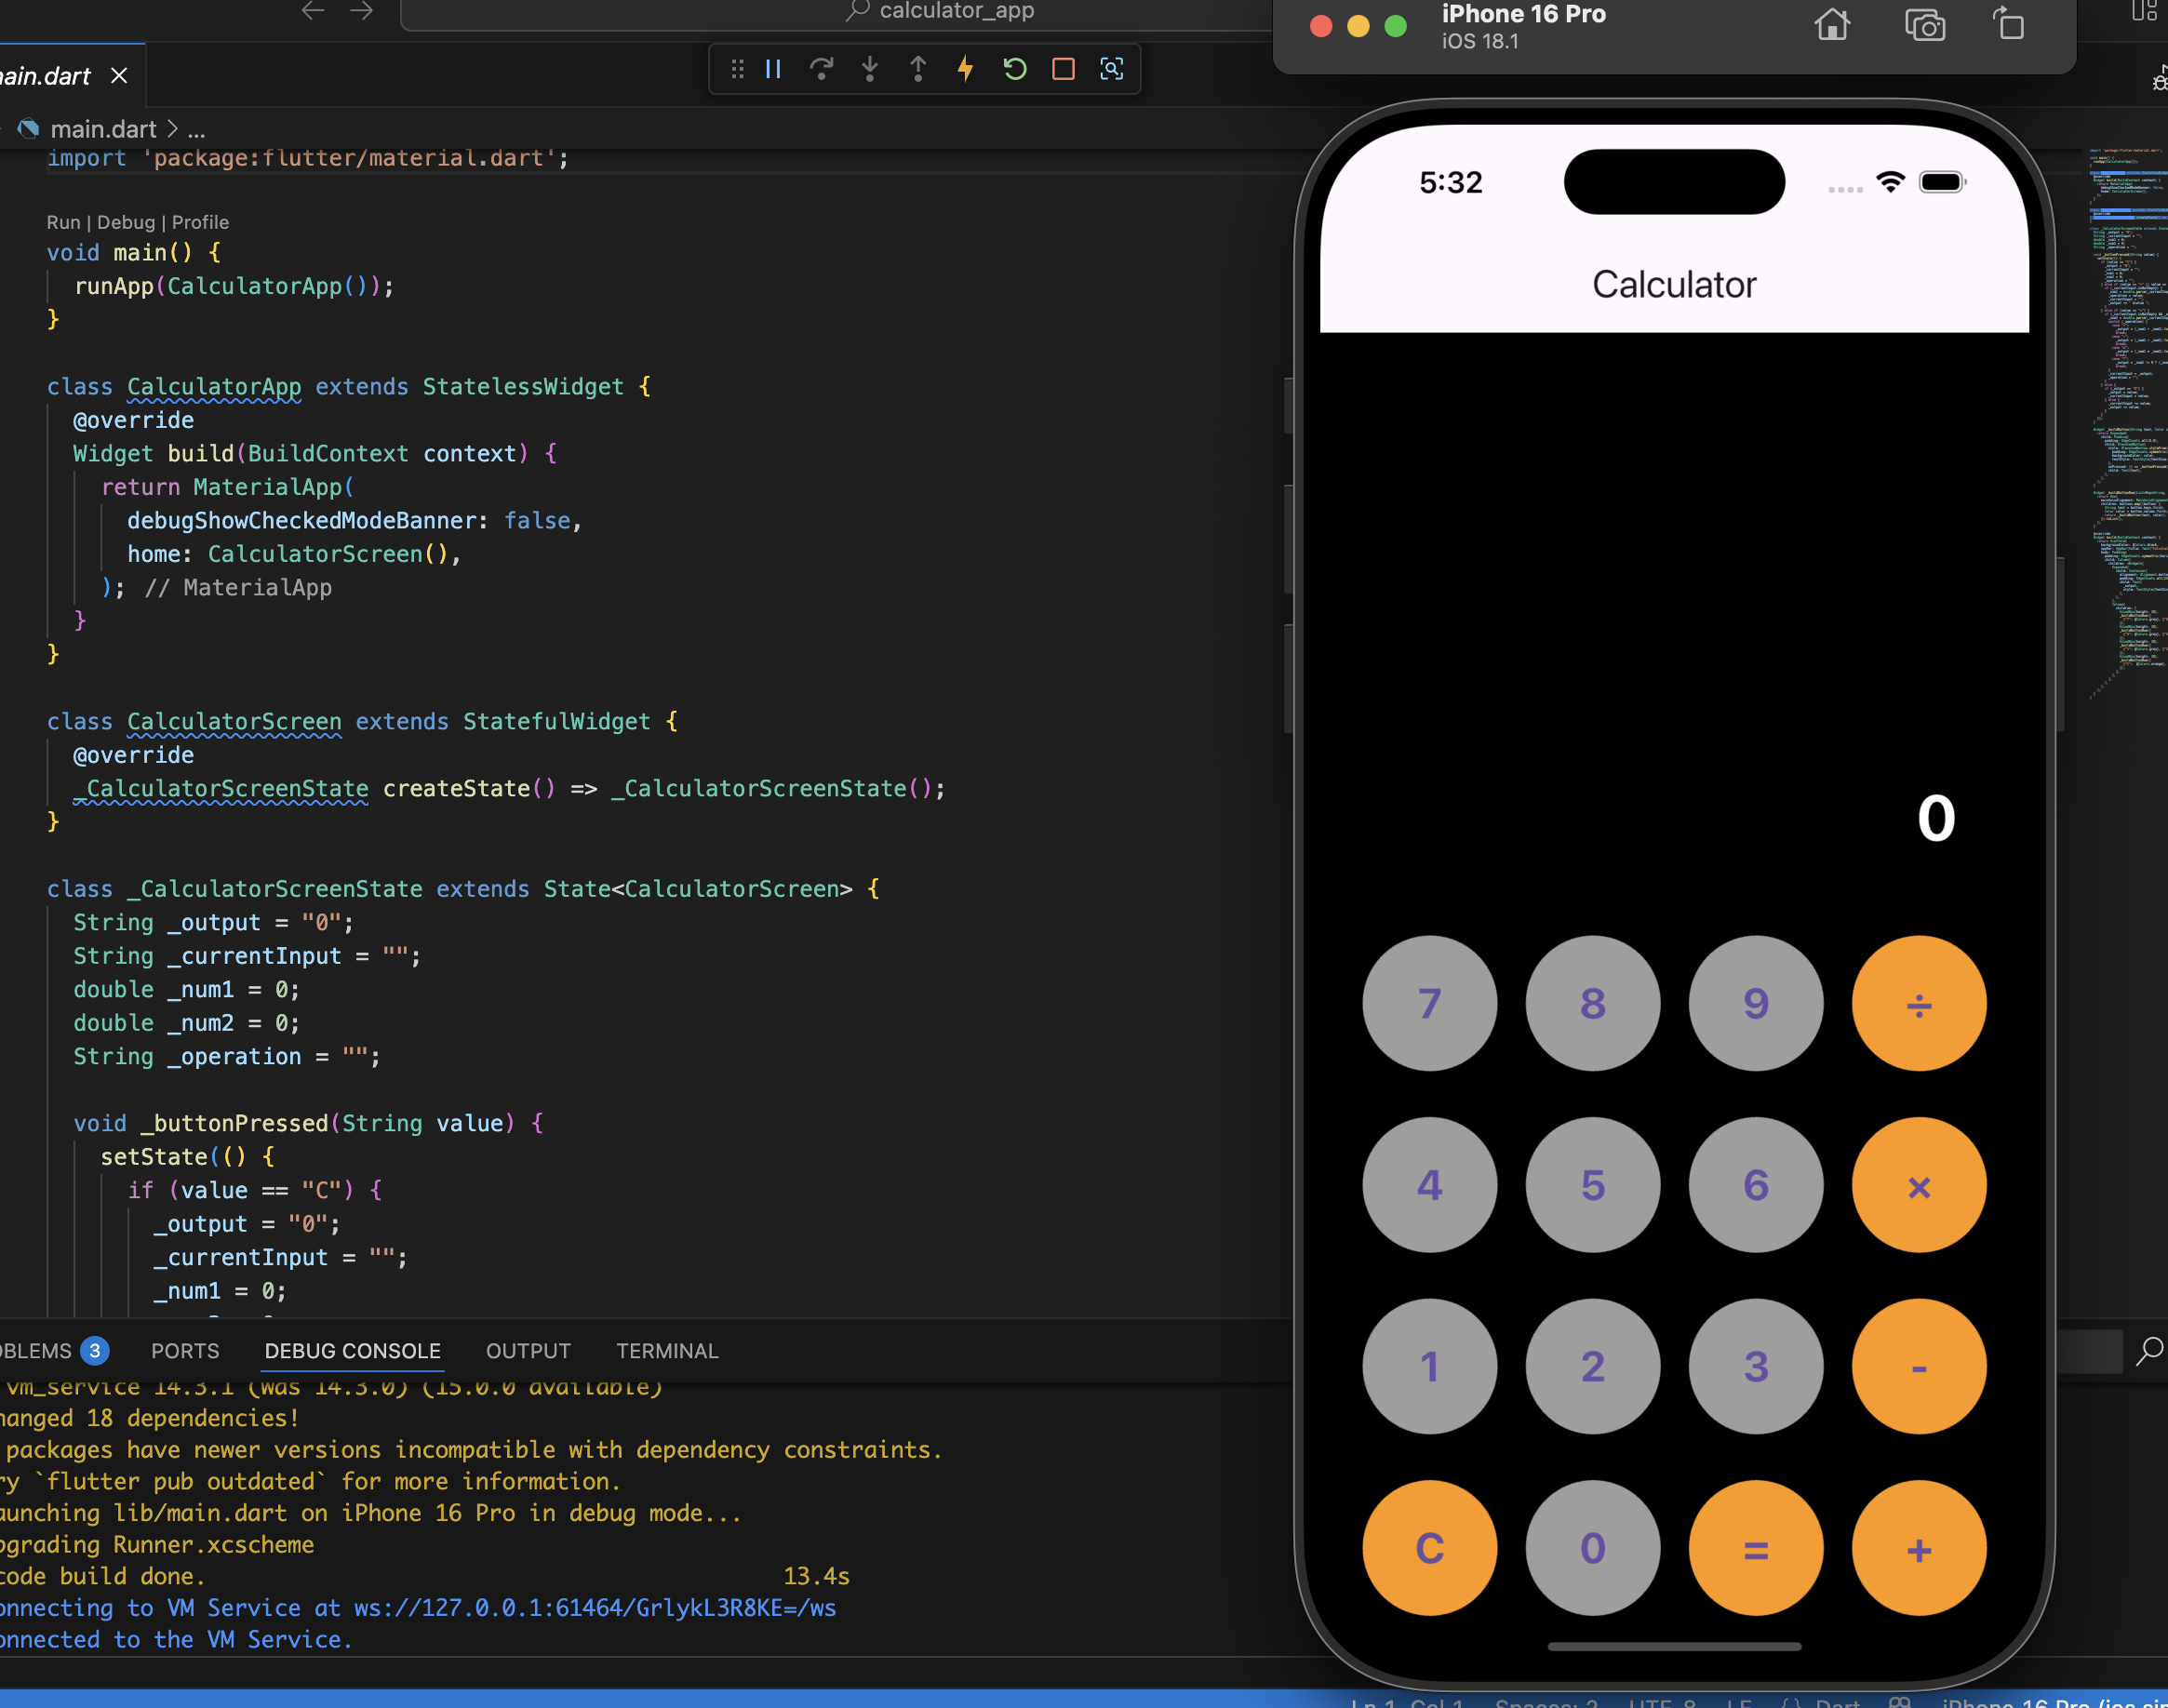 calculator_app
main.dart
main.dart > ...
import 'package:flutter/material.dart';
Run | Debug | Profile
void main() {
runApp(CalculatorApp());
}
class CalculatorApp extends StatelessWidget {
@override
Widget build(BuildContext context) {
return MaterialApp(
debugShowCheckedModeBanner: false,
home: CalculatorScreen(),
); // MaterialApp
}
}
class CalculatorScreen extends StatefulWidget {
@override
_CalculatorScreenState createState() => _CalculatorScreenState();
}
class _CalculatorScreenState extends State<CalculatorScreen> {
String _output = "0";
String _currentInput = "";
double _num1 = 0;
double _num2 = 0;
String _operation = "";
void _buttonPressed(String value) {
setState(() {
if (value == "C") {
_output = "0";
_currentInput = "";
_num1 = 0;
OBLEMS 3 PORTS DEBUG CONSOLE OUTPUT TERMINAL
vm_service 14.3.1 (was 14.3.0) (15.0.0 available)
hanged 18 dependencies!
packages have newer versions incompatible with dependency constraints.
ry `flutter pub outdated` for more information.
aunching lib/main.dart on iPhone 16 Pro in debug mode...
pgrading Runner.xcscheme
code build done. 13.4s
onnecting to VM Service at ws://127.0.0.1:61464/GrlykL3R8KE=/ws
onnected to the VM Service.
iPhone 16 Pro
iOS 18.1
5:32
Calculator
0
7 8 9 ÷
4 5 6 ×
1 2 3 -
C 0 = +
Ln 1, Col 1 Spaces: 2 UTF-8 LF {} Dart iPhone 16 Pro (ios sim